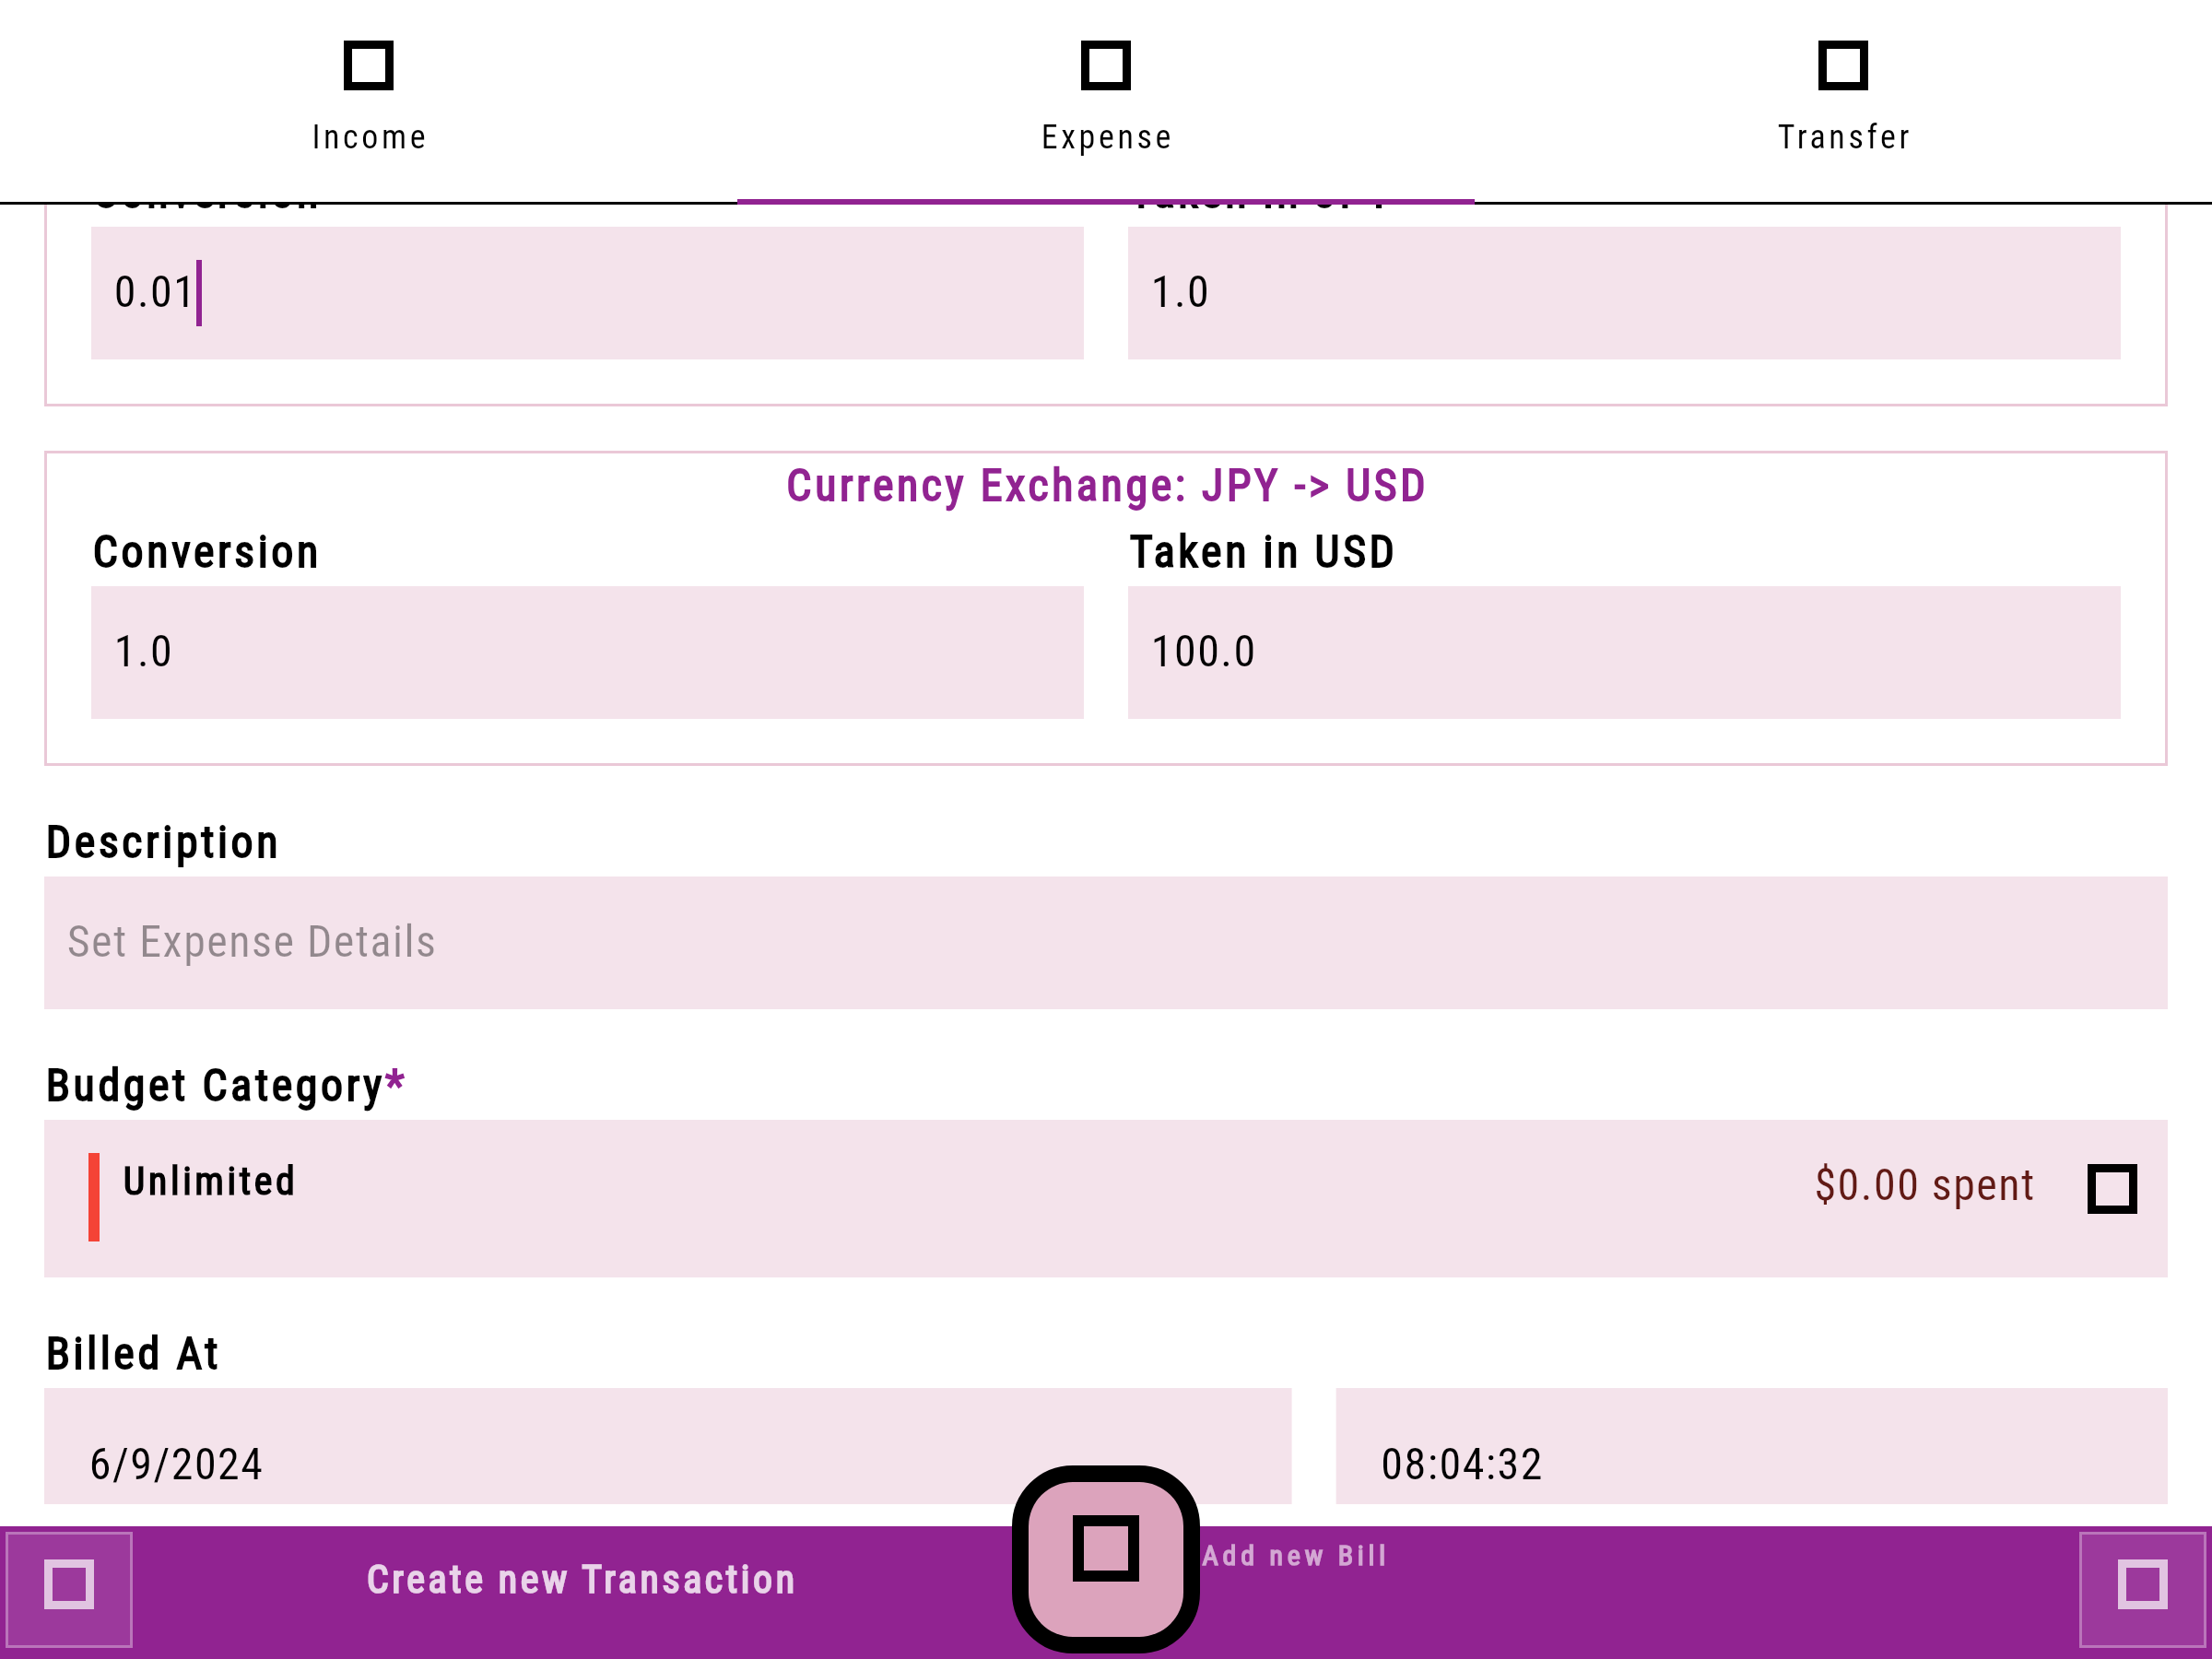 Income Expense Transfer
0.01 1.0
Currency Exchange: JPY -> USD
Conversion Taken in USD
1.0 100.0
Description
Set Expense Details
Budget Category*
Unlimited $0.00 spent
Billed At
6/9/2024 08:04:32
Create new Transaction Add new Bill